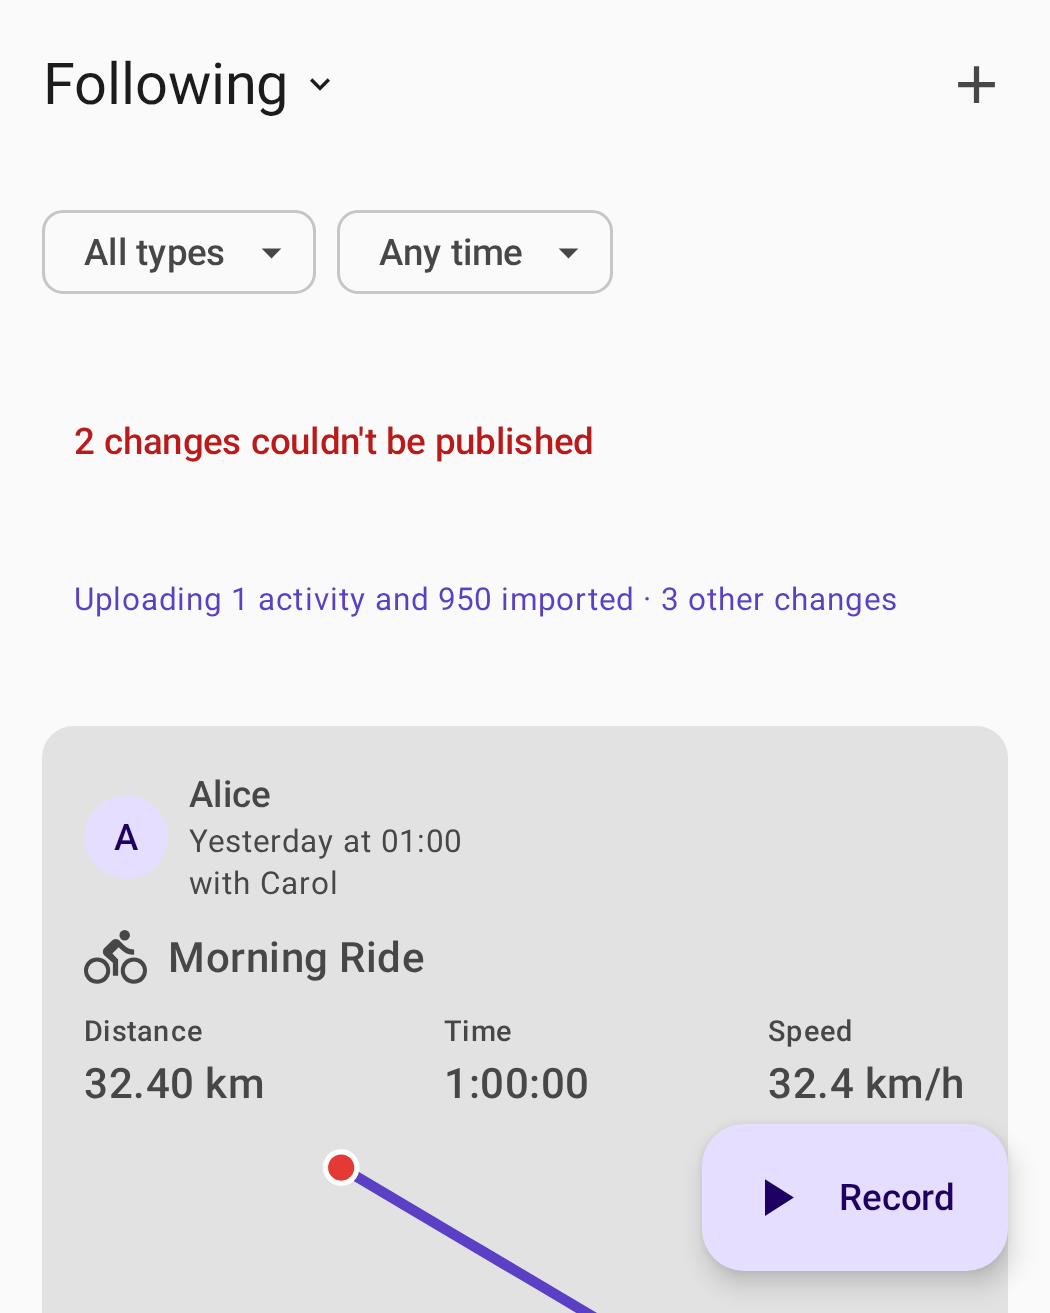 Following
All types
Any time
2 changes couldn't be published
Uploading 1 activity and 950 imported · 3 other changes
A
Alice
Yesterday at 01:00
with Carol
Morning Ride
Distance Time Speed
32.40 km 1:00:00 32.4 km/h
Record